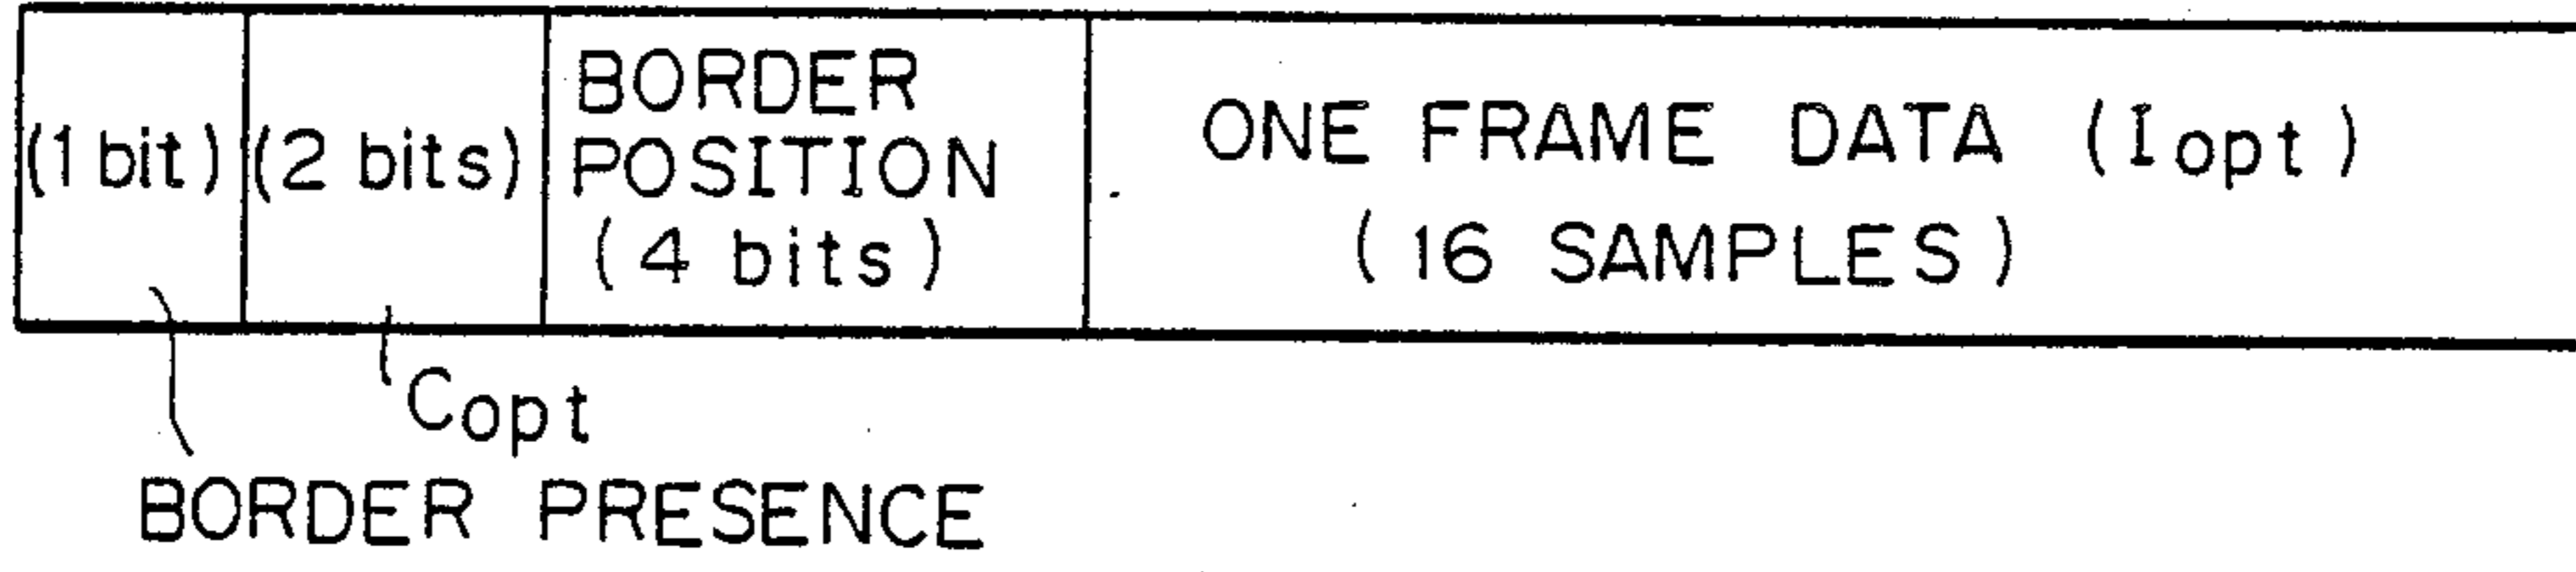 (1 bit)
(2 bits)
BORDER
POSITION
(4 bits)
ONE FRAME DATA (Iopt)
(16 SAMPLES)
Copt
BORDER PRESENCE